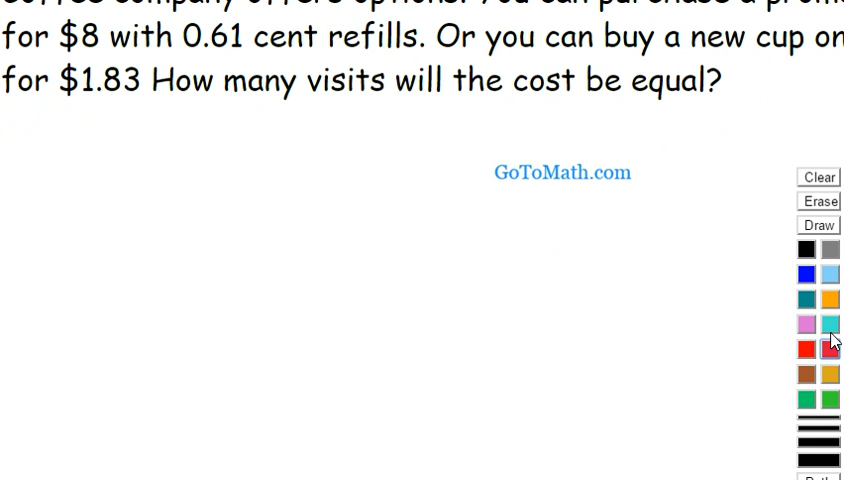 for $8 with 0.61 cent refills. Or you can buy a new cup on
for $1.83 How many visits will the cost be equal?
GoToMath.com
Clear
Erase
Draw